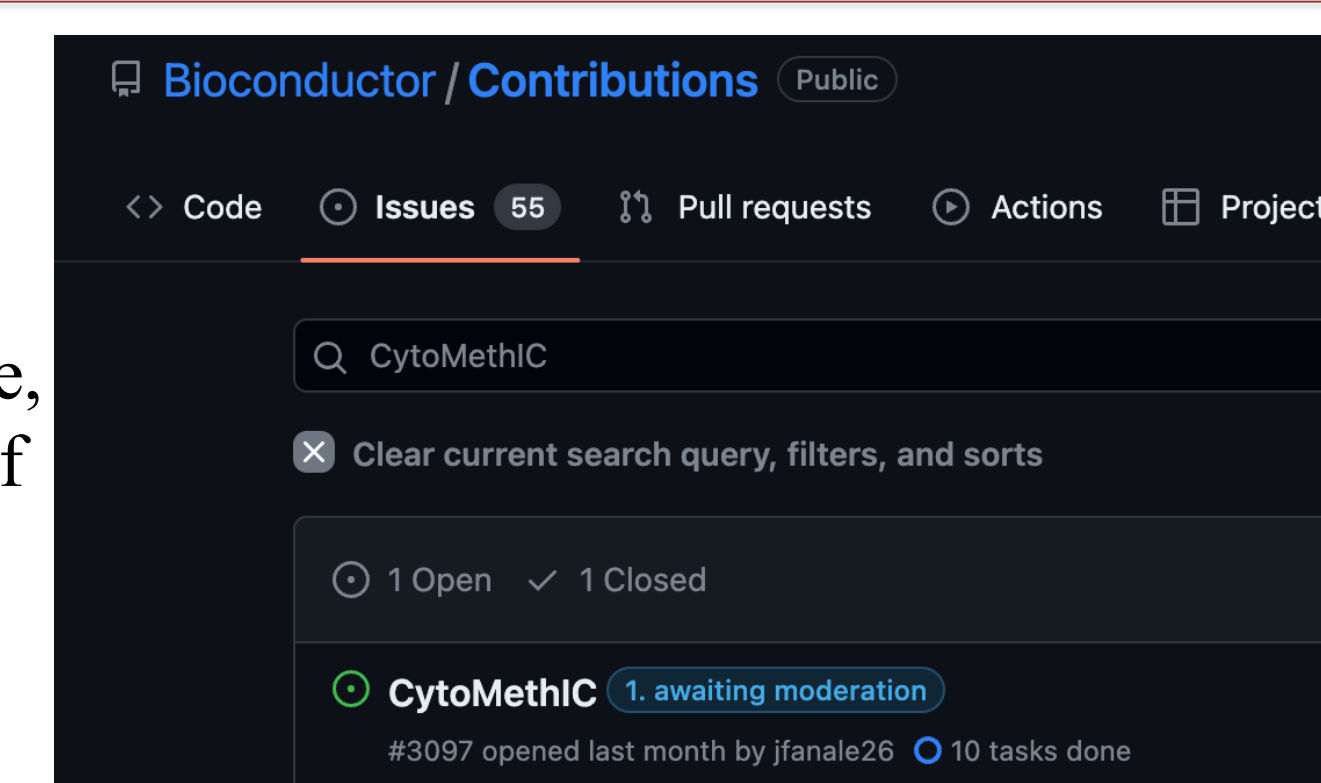 Bioconductor / Contributions Public
Code Issues 55 Pull requests Actions Project
CytoMethIC
e,
Clear current search query, filters, and sorts
f
1 Open 1 Closed
CytoMethIC 1. awaiting moderation
#3097 opened last month by jfanale26 10 tasks done